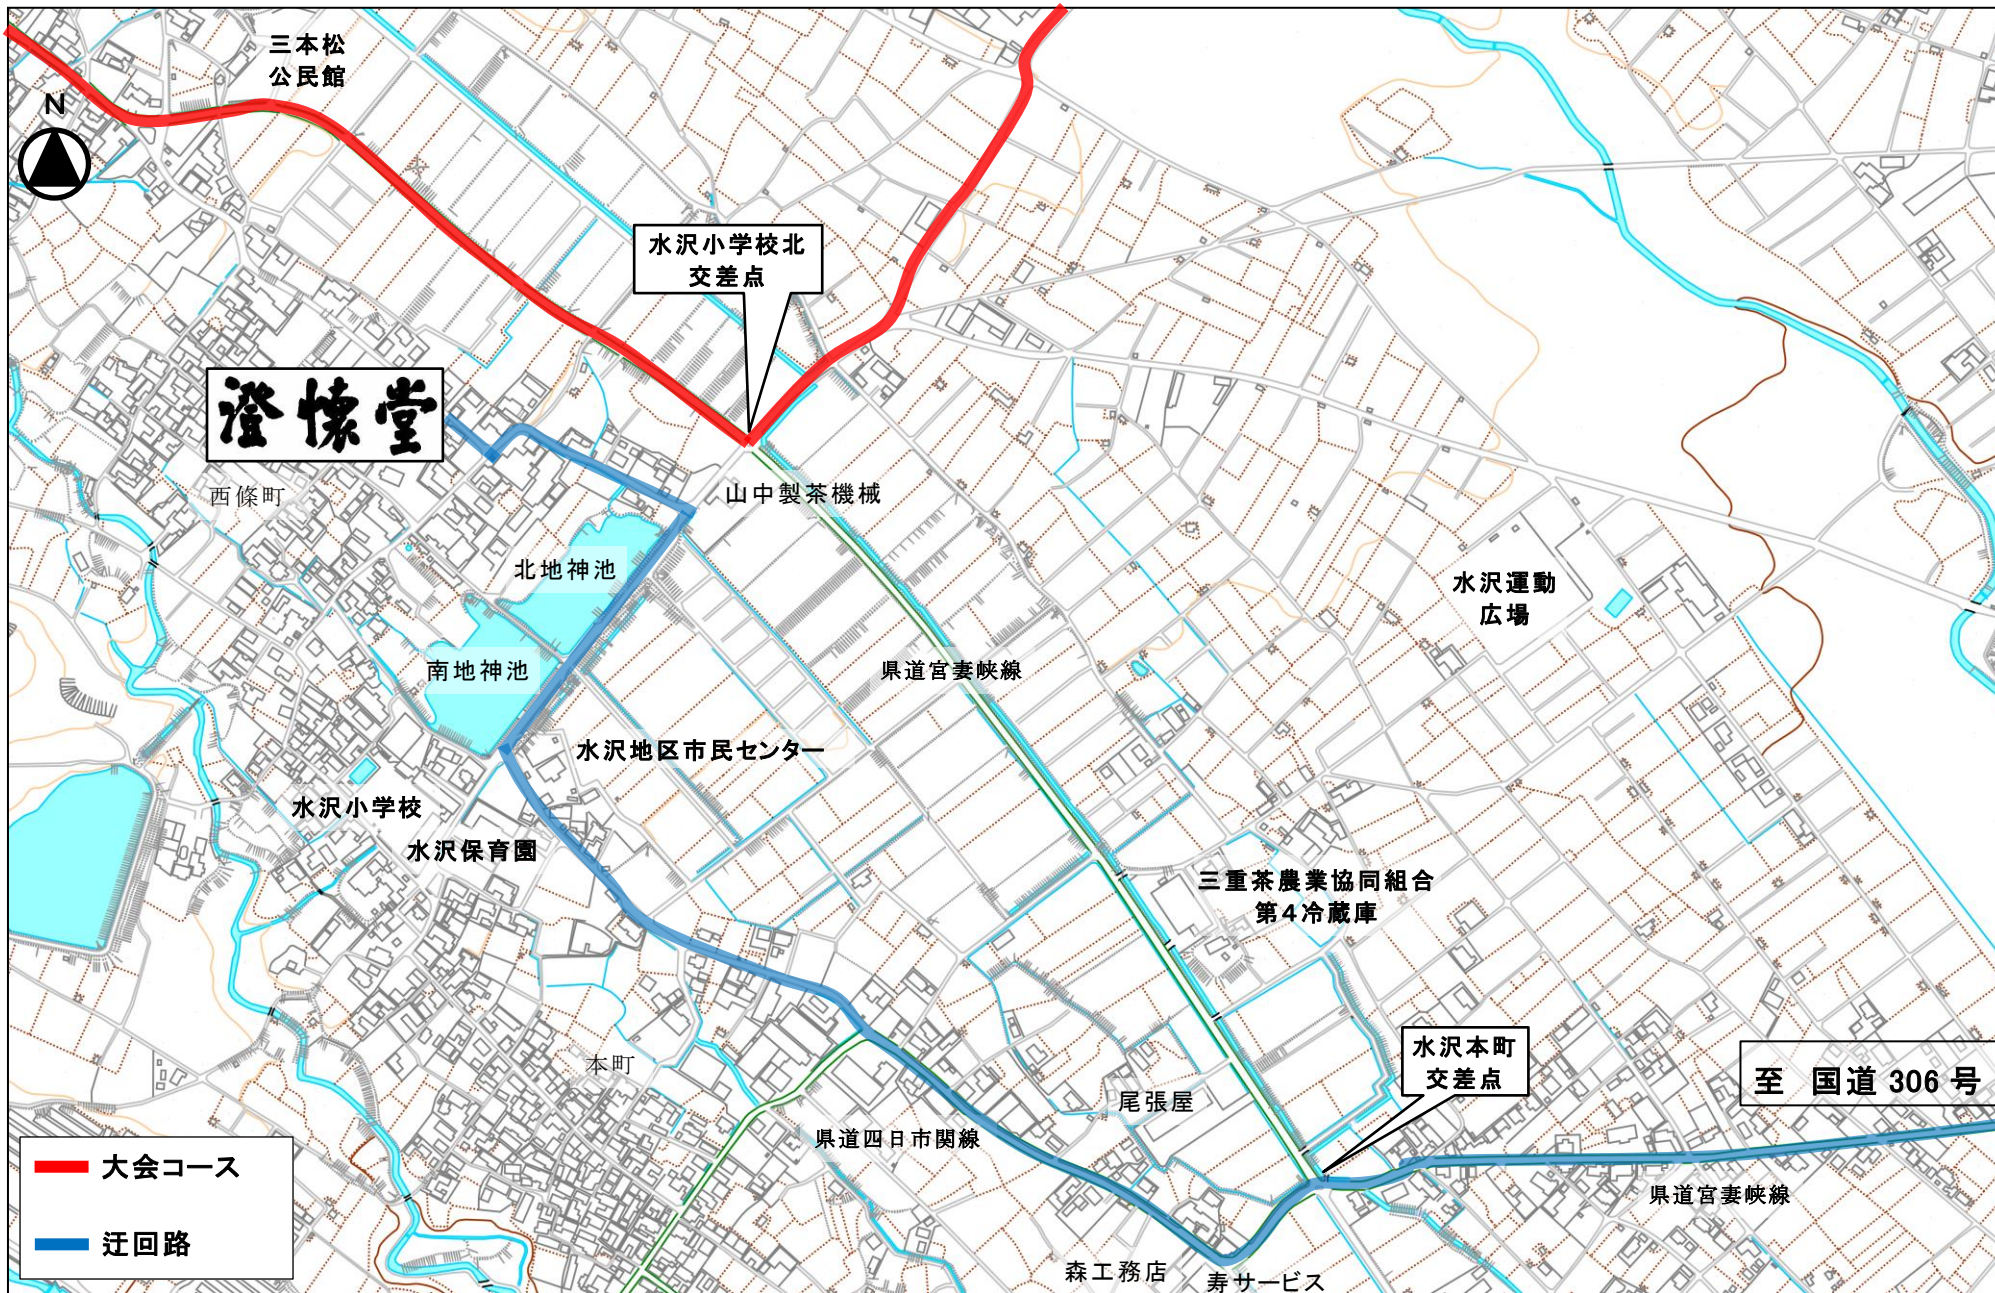 三本松
公民館
N
水沢小学校北
交差点
澄懐堂
西條町
山中製茶機械
北地神池
水沢運動
広場
南地神池
県道宮妻峡線
水沢地区市民センター
水沢小学校
水沢保育園
三重茶農業協同組合
第4冷蔵庫
水沢本町
交差点
本町
至 国道 306 号
尾張屋
県道四日市関線
大会コース
県道宮妻峡線
迂回路
森工務店
寿サービス